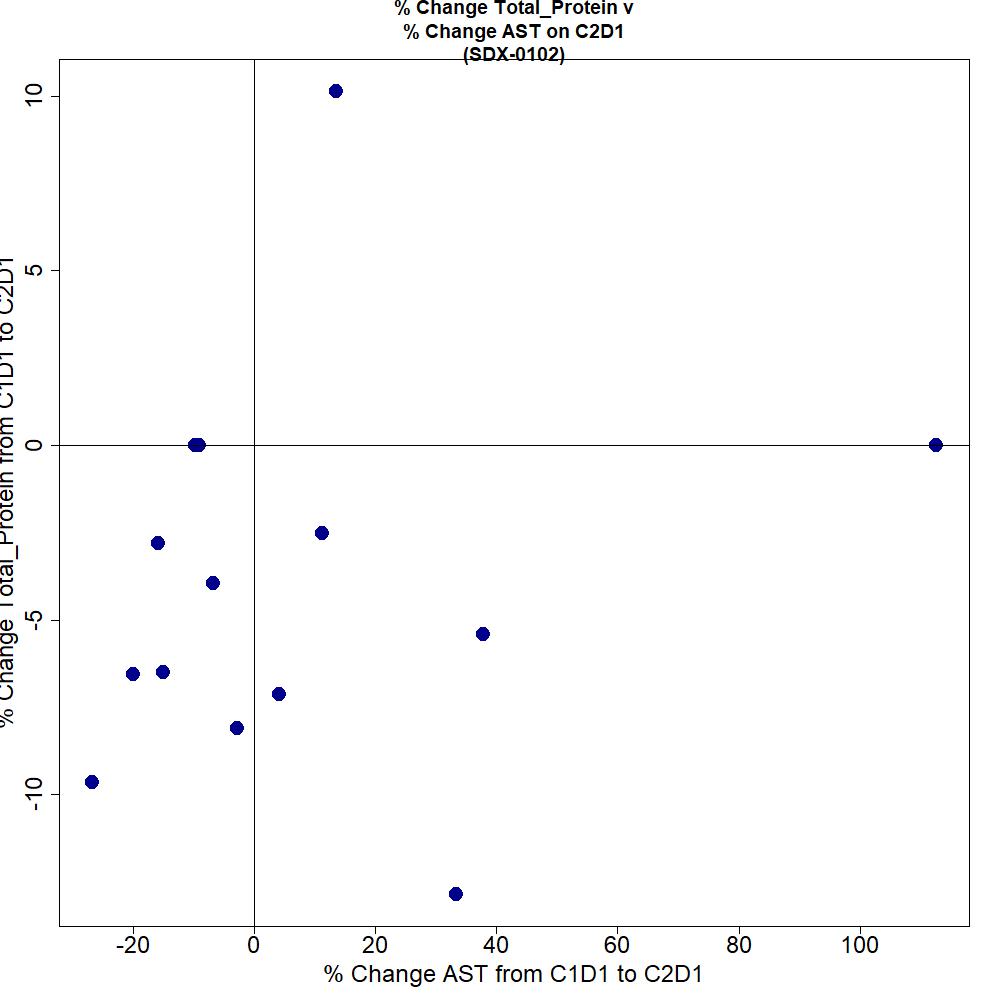 % Change Total_Protein v
% Change AST on C2D1
(SDX-0102)
% Change Total_Protein from C1D1 to C2D1
10
5
0
-5
-10
-20 0 20 40 60 80 100
% Change AST from C1D1 to C2D1